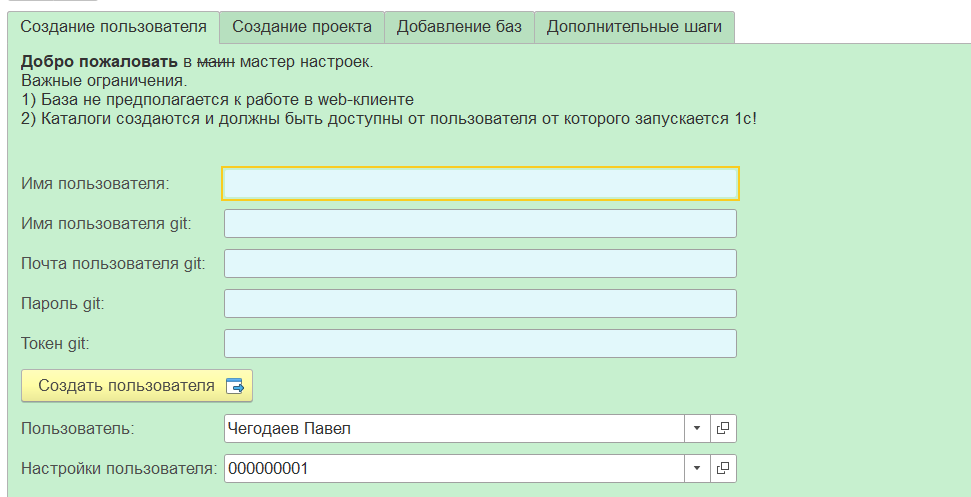 Создание пользователя Создание проекта Добавление баз Дополнительные шаги
Добро пожаловать в маин мастер настроек.
Важные ограничения.
1) База не предполагается к работе в web-клиенте
2) Каталоги создаются и должны быть доступны от пользователя от которого запускается 1с!
Имя пользователя:
Имя пользователя git:
Почта пользователя git:
Пароль git:
Токен git:
Создать пользователя
Пользователь: Чегодаев Павел
Настройки пользователя: 000000001